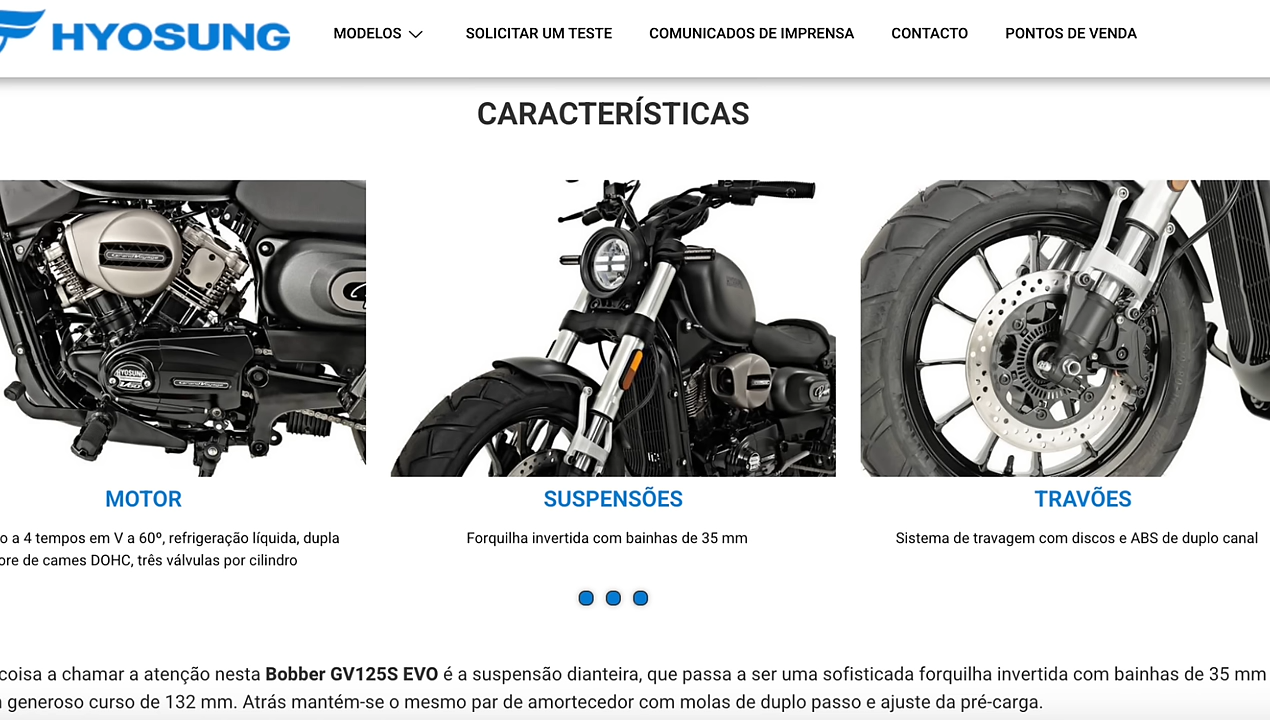 HYOSUNG
MODELOS SOLICITAR UM TESTE COMUNICADOS DE IMPRENSA CONTACTO PONTOS DE VENDA
CARACTERÍSTICAS
HYOSUNG
MOTOR SUSPENSÕES TRAVÕES
o a 4 tempos em V a 60º, refrigeração líquida, dupla
ore de cames DOHC, três válvulas por cilindro
Forquilha invertida com bainhas de 35 mm
Sistema de travagem com discos e ABS de duplo canal
coisa a chamar a atenção nesta Bobber GV125S EVO é a suspensão dianteira, que passa a ser uma sofisticada forquilha invertida com bainhas de 35 mm
generoso curso de 132 mm. Atrás mantém-se o mesmo par de amortecedor com molas de duplo passo e ajuste da pré-carga.